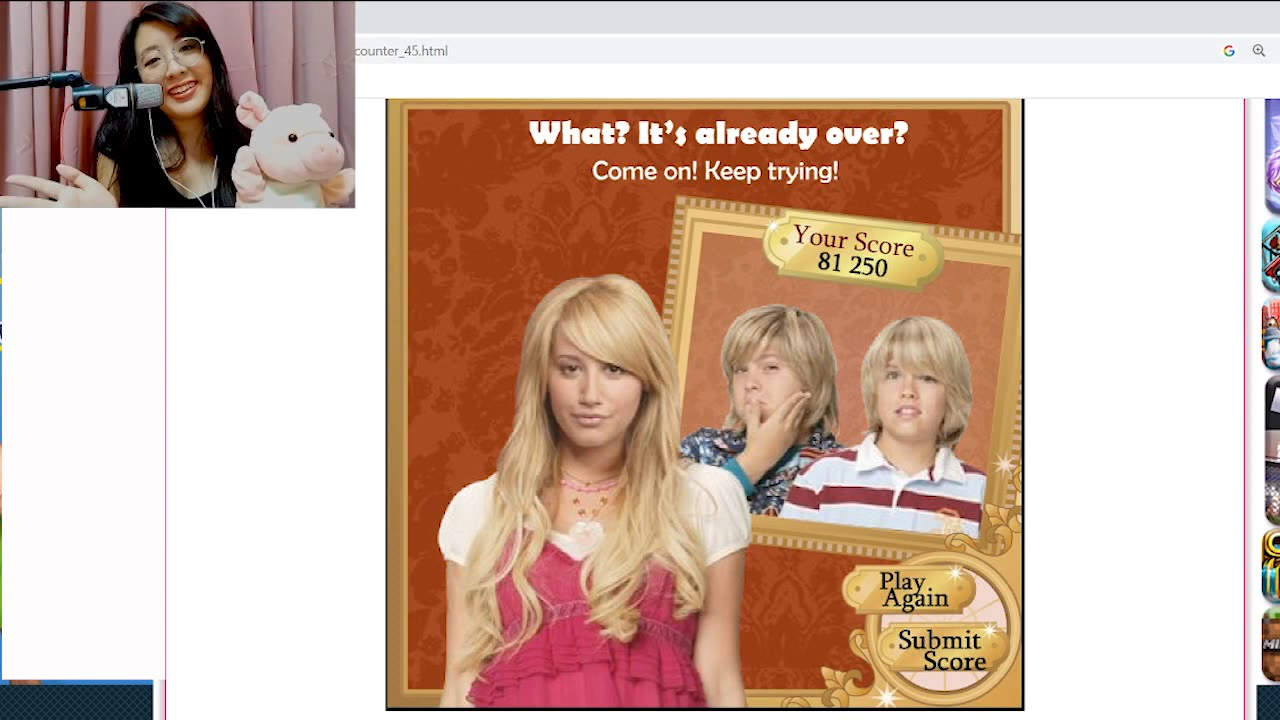 counter_45.html
What? It's already over?
Come on! Keep trying!
Your Score
81 250
Play
Again
Submit
Score